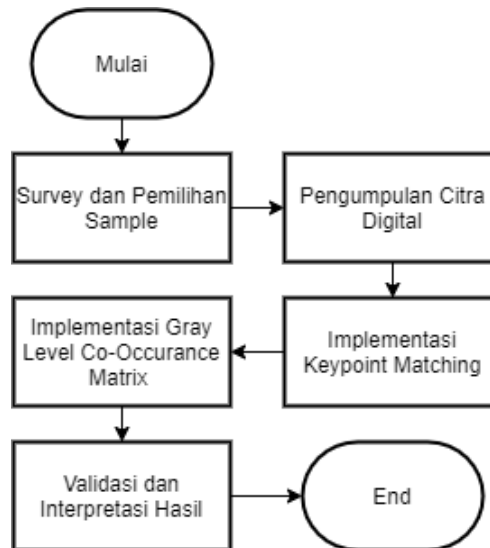 Mulai
Survey dan Pemilihan
Sample
Pengumpulan Citra
Digital
Implementasi
Keypoint Matching
Implementasi Gray
Level Co-Occurance
Matrix
Validasi dan
Interpretasi Hasil
End